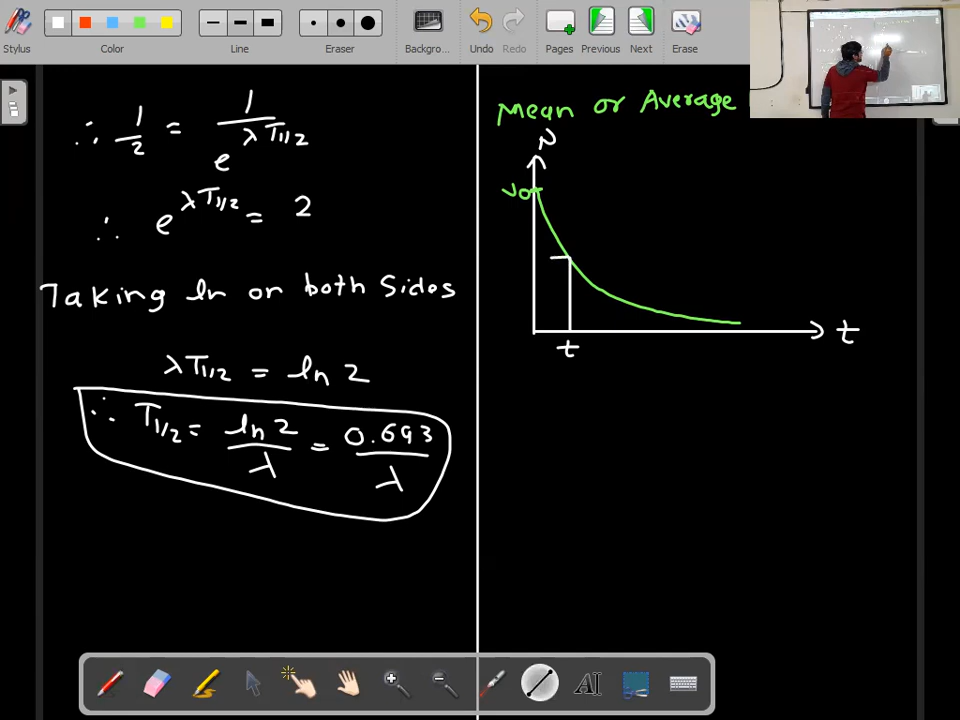 Stylus
Color
Line
Eraser
Backgro...
Undo
Redo
Pages
Previous
Next
Erase
∴ 1/2 = 1/e^(λT1/2)
∴ e^(λT1/2) = 2
Taking ln on both Sides
λT1/2 = ln 2
∴ T1/2 = ln 2/λ = 0.693/λ
Mean or Average
N
t
t
AI